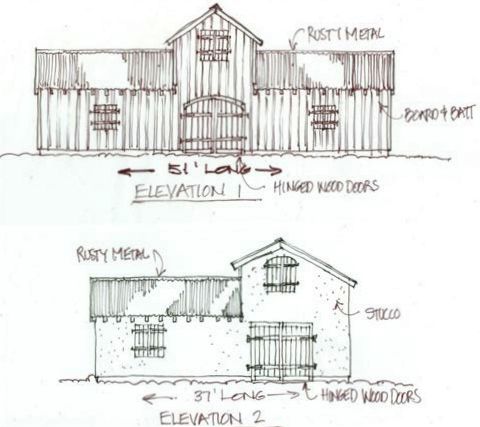 RUSTY METAL
BOARD & BATT
51' LONG
ELEVATION 1
HINGED WOOD DOORS
RUSTY METAL
STUCCO
37' LONG
HINGED WOOD DOORS
ELEVATION 2